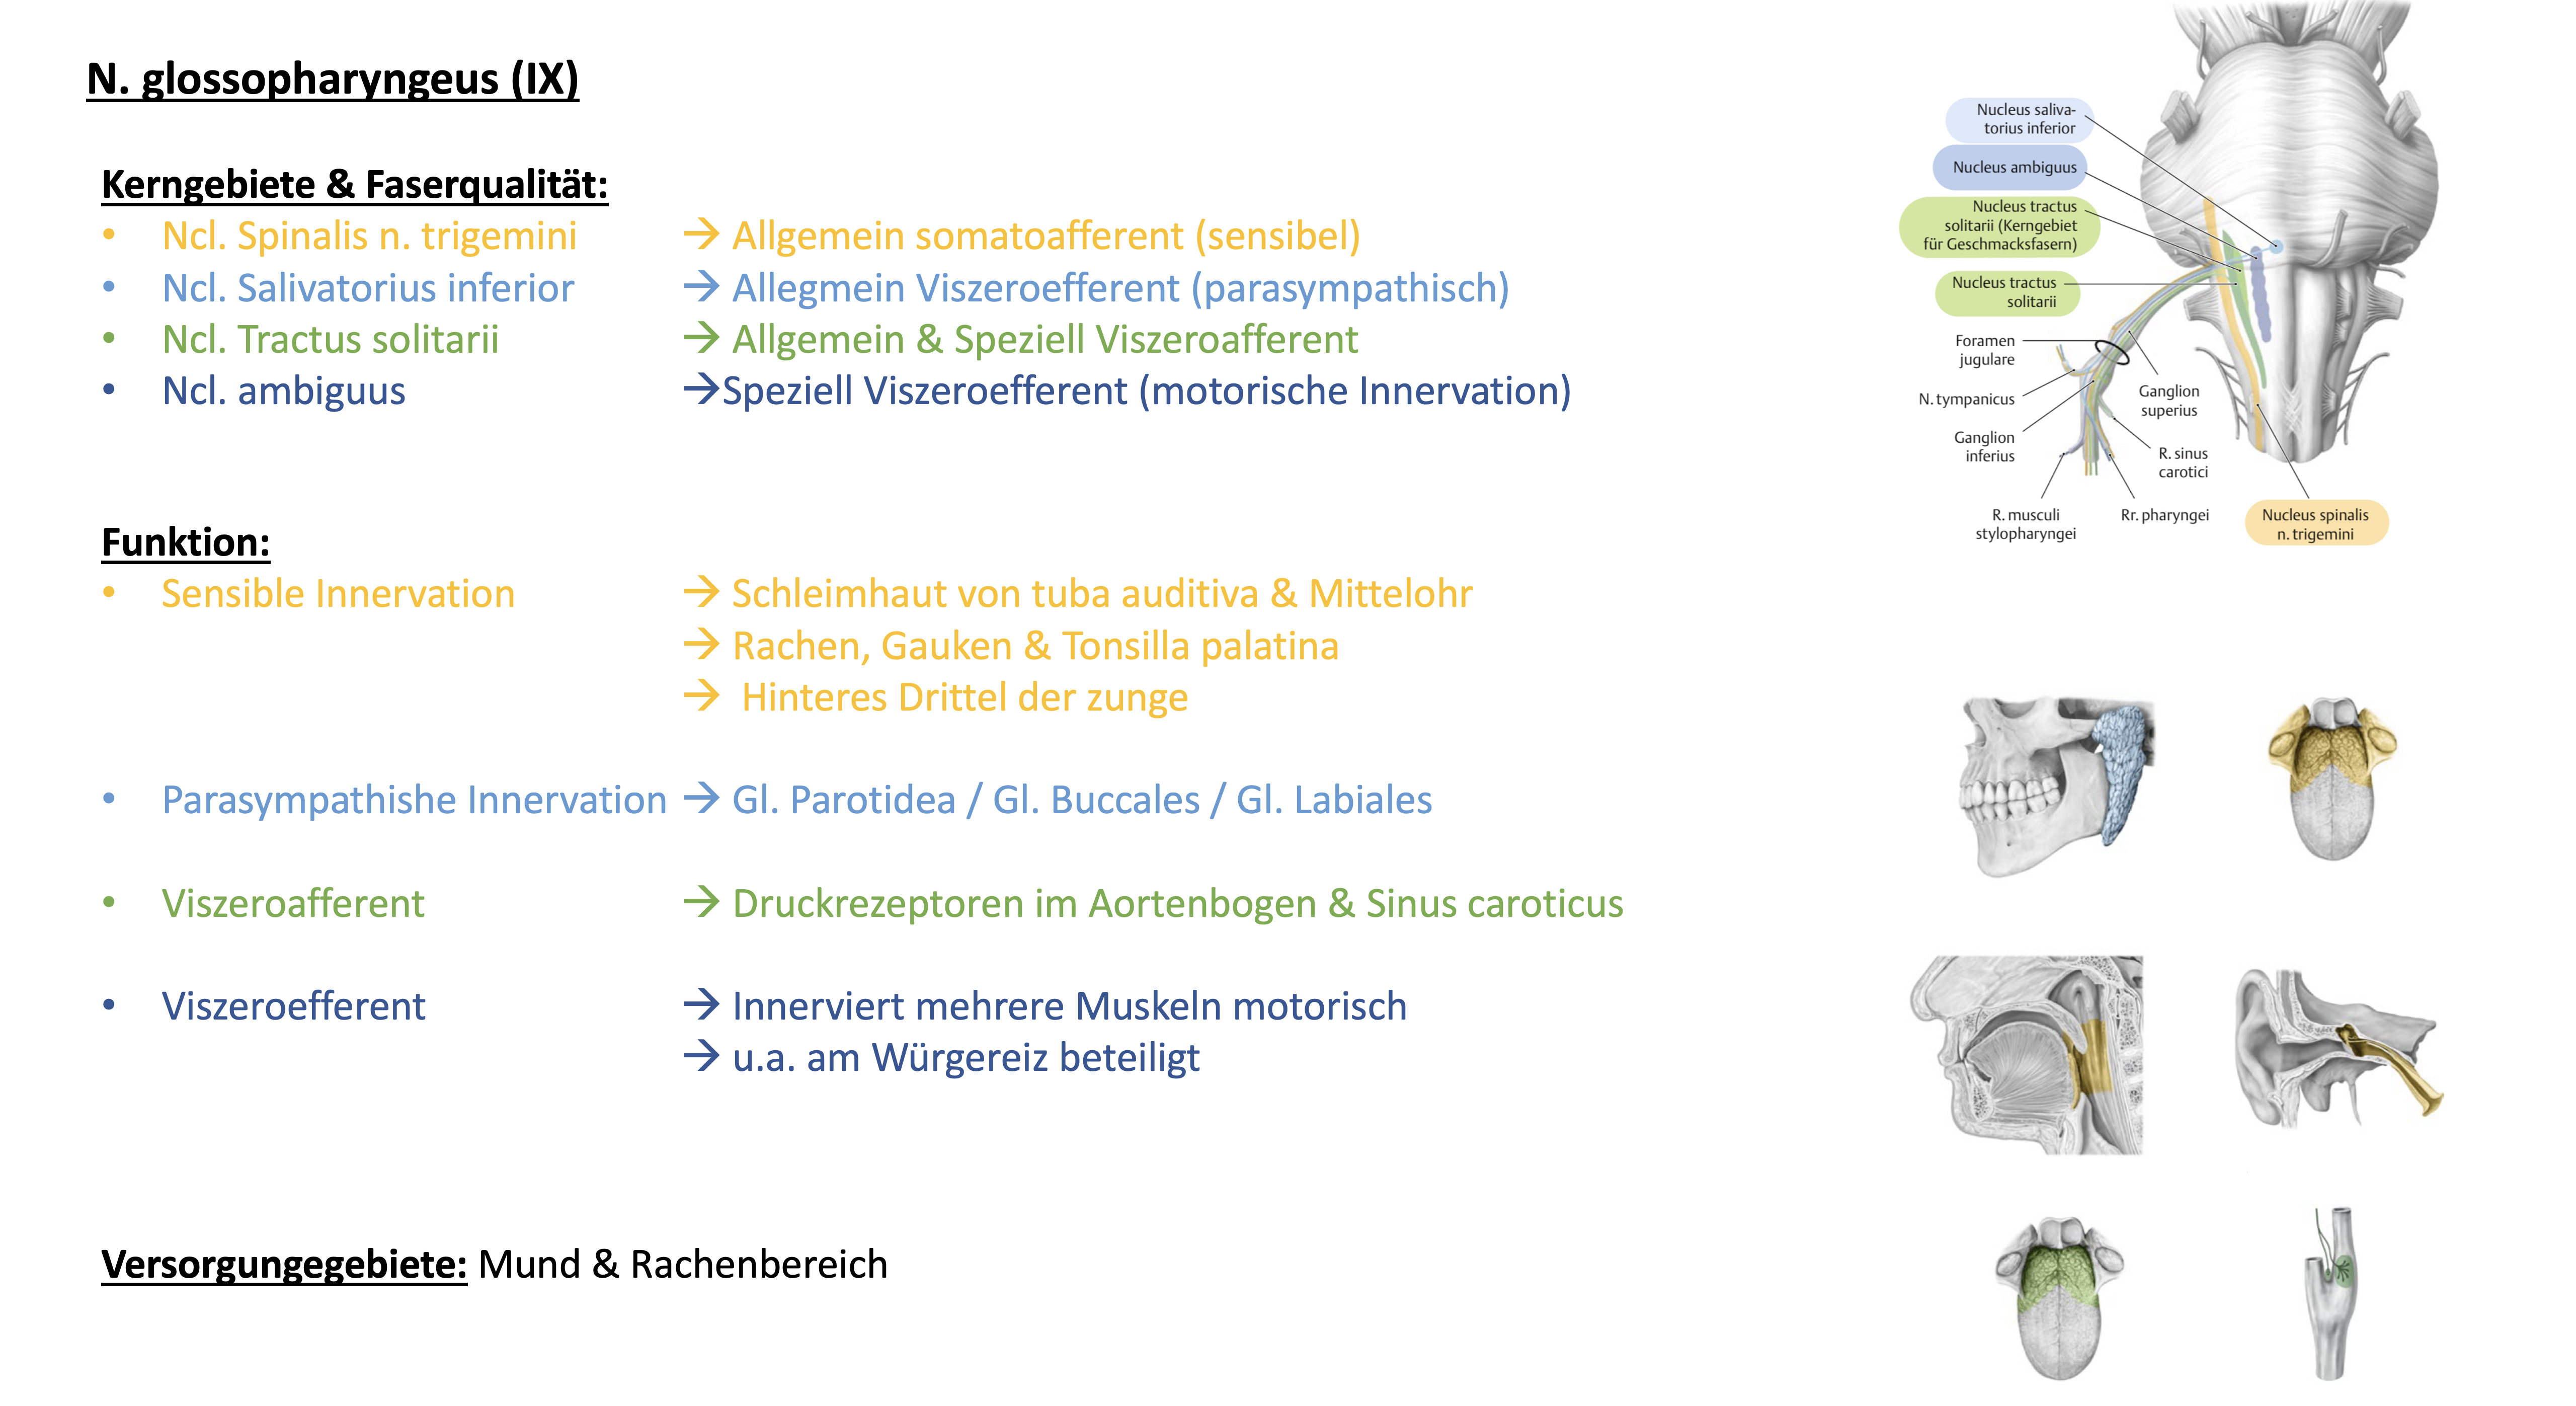 N. glossopharyngeus (IX)
Kerngebiete & Faserqualität:
• Ncl. Spinalis n. trigemini → Allgemein somatoafferent (sensibel)
• Ncl. Salivatorius inferior → Allegmein Viszeroefferent (parasympathisch)
• Ncl. Tractus solitarii → Allgemein & Speziell Viszeroafferent
• Ncl. ambiguus →Speziell Viszeroefferent (motorische Innervation)
Funktion:
• Sensible Innervation → Schleimhaut von tuba auditiva & Mittelohr
→ Rachen, Gauken & Tonsilla palatina
→ Hinteres Drittel der zunge
• Parasympathishe Innervation → Gl. Parotidea / Gl. Buccales / Gl. Labiales
• Viszeroafferent → Druckrezeptoren im Aortenbogen & Sinus caroticus
• Viszeroefferent → Innerviert mehrere Muskeln motorisch
→ u.a. am Würgereiz beteiligt
Versorgungegebiete: Mund & Rachenbereich
Nucleus saliva-
torius inferior
Nucleus ambiguus
Nucleus tractus
solitarii (Kerngebiet
für Geschmacksfasern)
Nucleus tractus
solitarii
Foramen
jugulare
N. tympanicus
Ganglion
superius
Ganglion
inferius
R. sinus
carotici
R. musculi
stylopharyngei
Rr. pharyngei
Nucleus spinalis
n. trigemini